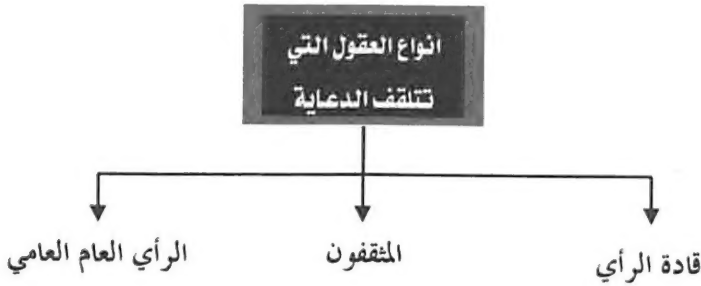 انواع العقول التي
تتلقف الدعاية
قادة الرأي
المثقفون
الرأي العام العامي